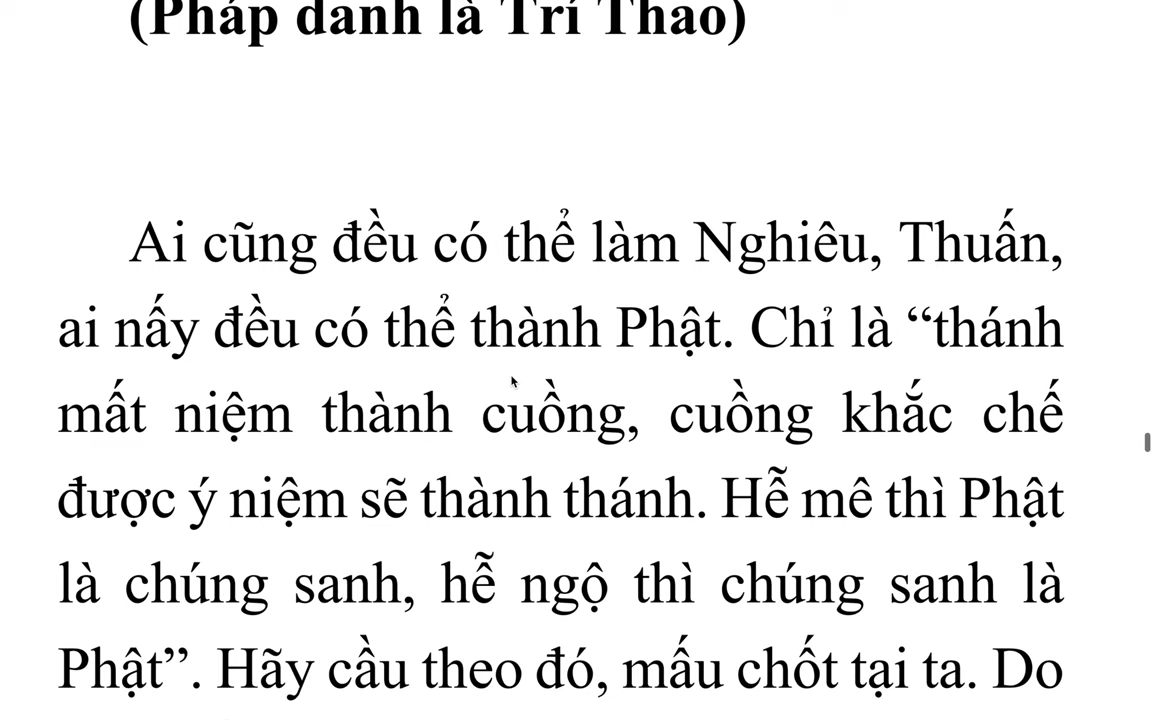 (Pháp danh là Trí Thao)
Ai cũng đều có thể làm Nghiêu, Thuấn,
ai nấy đều có thể thành Phật. Chỉ là “thánh
mất niệm thành cuồng, cuồng khắc chế
được ý niệm sẽ thành thánh. Hễ mê thì Phật
là chúng sanh, hễ ngộ thì chúng sanh là
Phật”. Hãy cầu theo đó, mấu chốt tại ta. Do